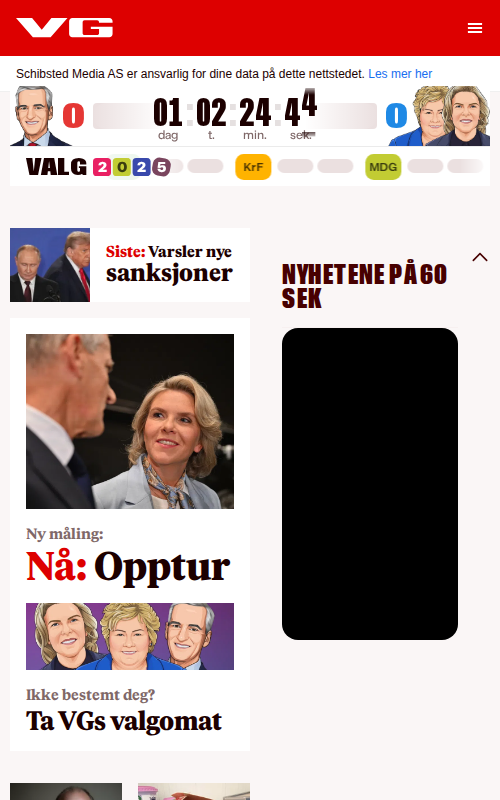 VG
Schibsted Media AS er ansvarlig for dine data på dette nettstedet. Les mer her
0 01 : 02 : 24 : 44 0
dag t. min. sek.
VALG 2025 KrF MDG
Siste: Varsler nye
sanksjoner
NYHETENE PÅ 60
SEK
Ny måling:
Nå: Opptur
Ikke bestemt deg?
Ta VGs valgomat